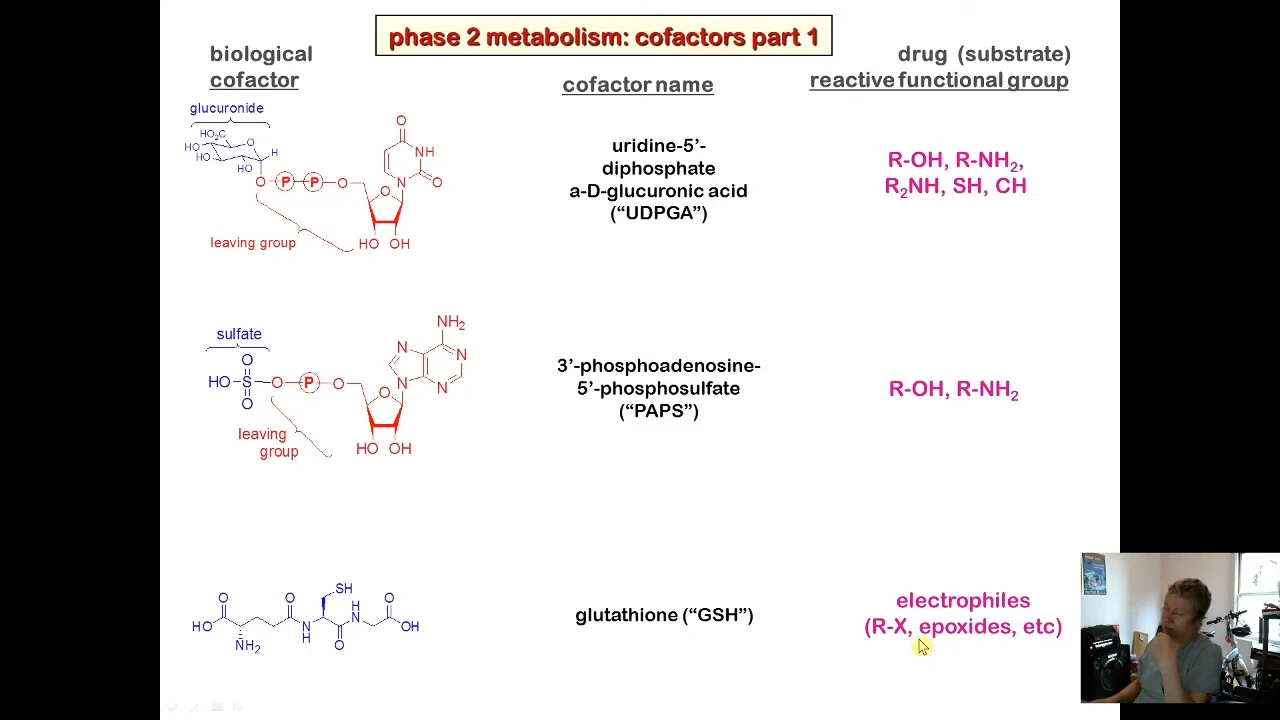 phase 2 metabolism: cofactors part 1
biological
cofactor
cofactor name
drug (substrate)
reactive functional group
glucuronide
HO₂C
HO
HO
HO
H
O
O
P
P
O
O
NH
N
O
O
HO
OH
leaving group
uridine-5’-
diphosphate
a-D-glucuronic acid
(“UDPGA”)
R-OH, R-NH₂,
R₂NH, SH, CH
sulfate
O
HO
S
O
O
P
O
O
NH₂
N
N
N
N
HO
OH
leaving
group
3’-phosphoadenosine-
5’-phosphosulfate
(“PAPS”)
R-OH, R-NH₂
O
HO
NH₂
O
N
H
SH
O
H
N
O
OH
glutathione (“GSH”)
electrophiles
(R-X, epoxides, etc)